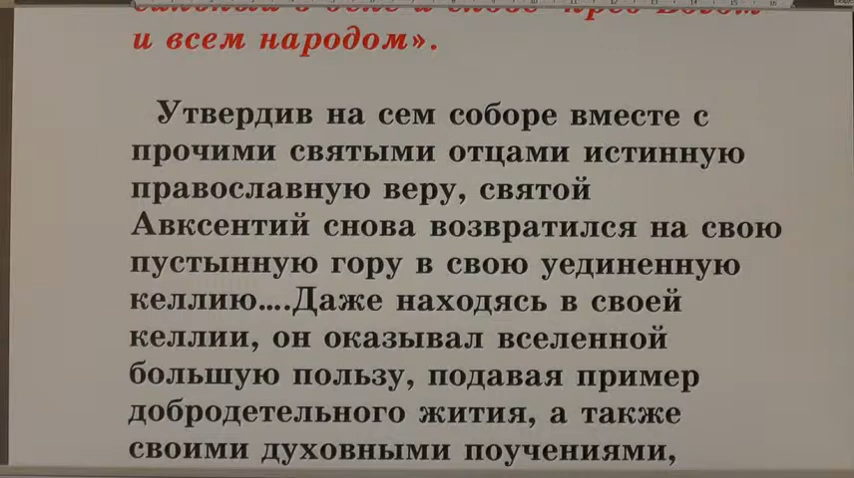 и всем народом».
Утвердив на сем соборе вместе с
прочими святыми отцами истинную
православную веру, святой
Авксентий снова возвратился на свою
пустынную гору в свою уединенную
келлию....Даже находясь в своей
келлии, он оказывал вселенной
большую пользу, подавая пример
добродетельного жития, а также
своими духовными поучениями,